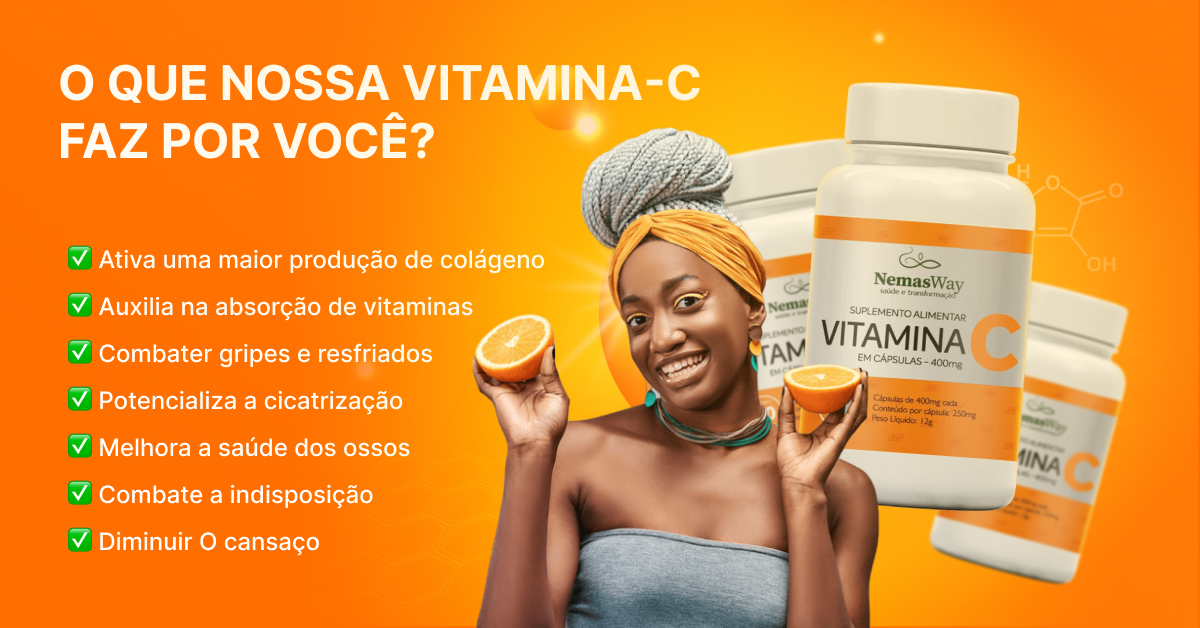 O QUE NOSSA VITAMINA-C
FAZ POR VOCÊ?
✅ Ativa uma maior produção de colágeno
✅ Auxilia na absorção de vitaminas
✅ Combater gripes e resfriados
✅ Potencializa a cicatrização
✅ Melhora a saúde dos ossos
✅ Combate a indisposição
✅ Diminuir O cansaço
NemasWay
saúde e transformação
SUPLEMENTO ALIMENTAR
VITAMINA C
EM CÁPSULAS – 400mg
Cápsulas de 400mg cada
Conteúdo por cápsula: 250mg
Peso Líquido: 12g
H
O
O
OH